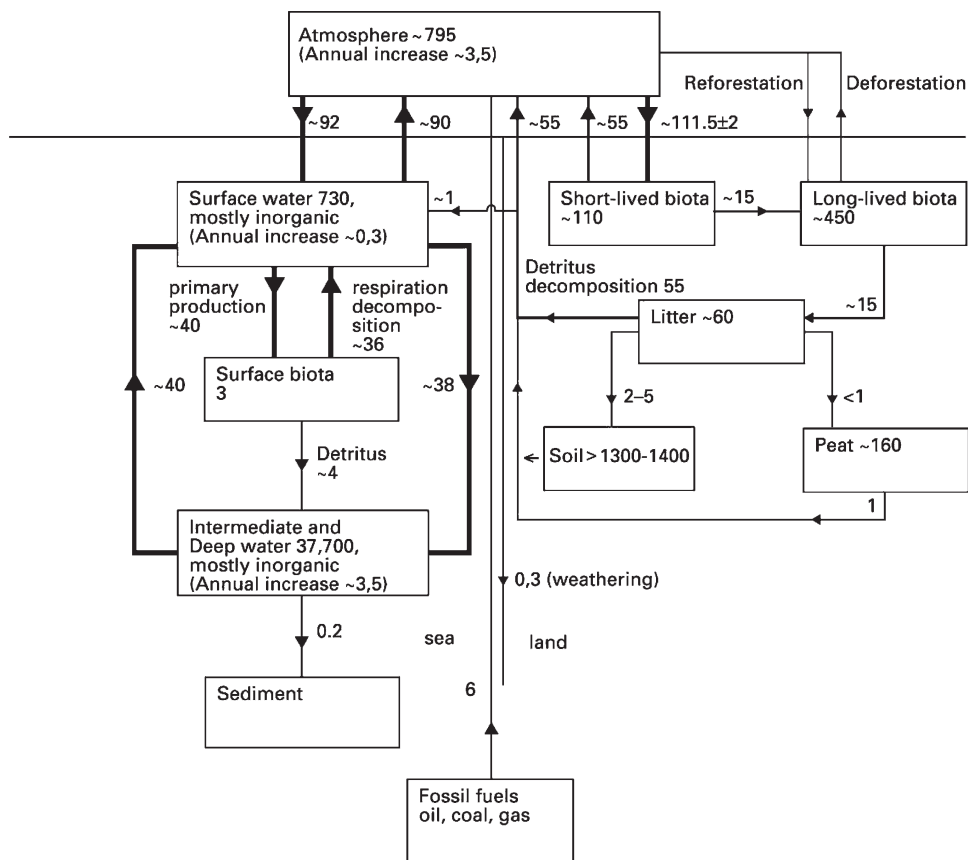 Atmosphere ~795
(Annual increase ~3,5)
Reforestation
Deforestation
~92
~90
~55
~55
~111.5±2
Surface water 730,
mostly inorganic
(Annual increase ~0,3)
~1
Short-lived biota
~110
~15
Long-lived biota
~450
primary
production
~40
respiration
decompo-
sition
~36
Detritus
decomposition 55
Litter ~60
~15
Surface biota
3
~40
~38
2–5
<1
Detritus
~4
Soil > 1300-1400
Peat ~160
1
Intermediate and
Deep water 37,700,
mostly inorganic
(Annual increase ~3,5)
0,3 (weathering)
0.2
sea
land
Sediment
6
Fossil fuels
oil, coal, gas